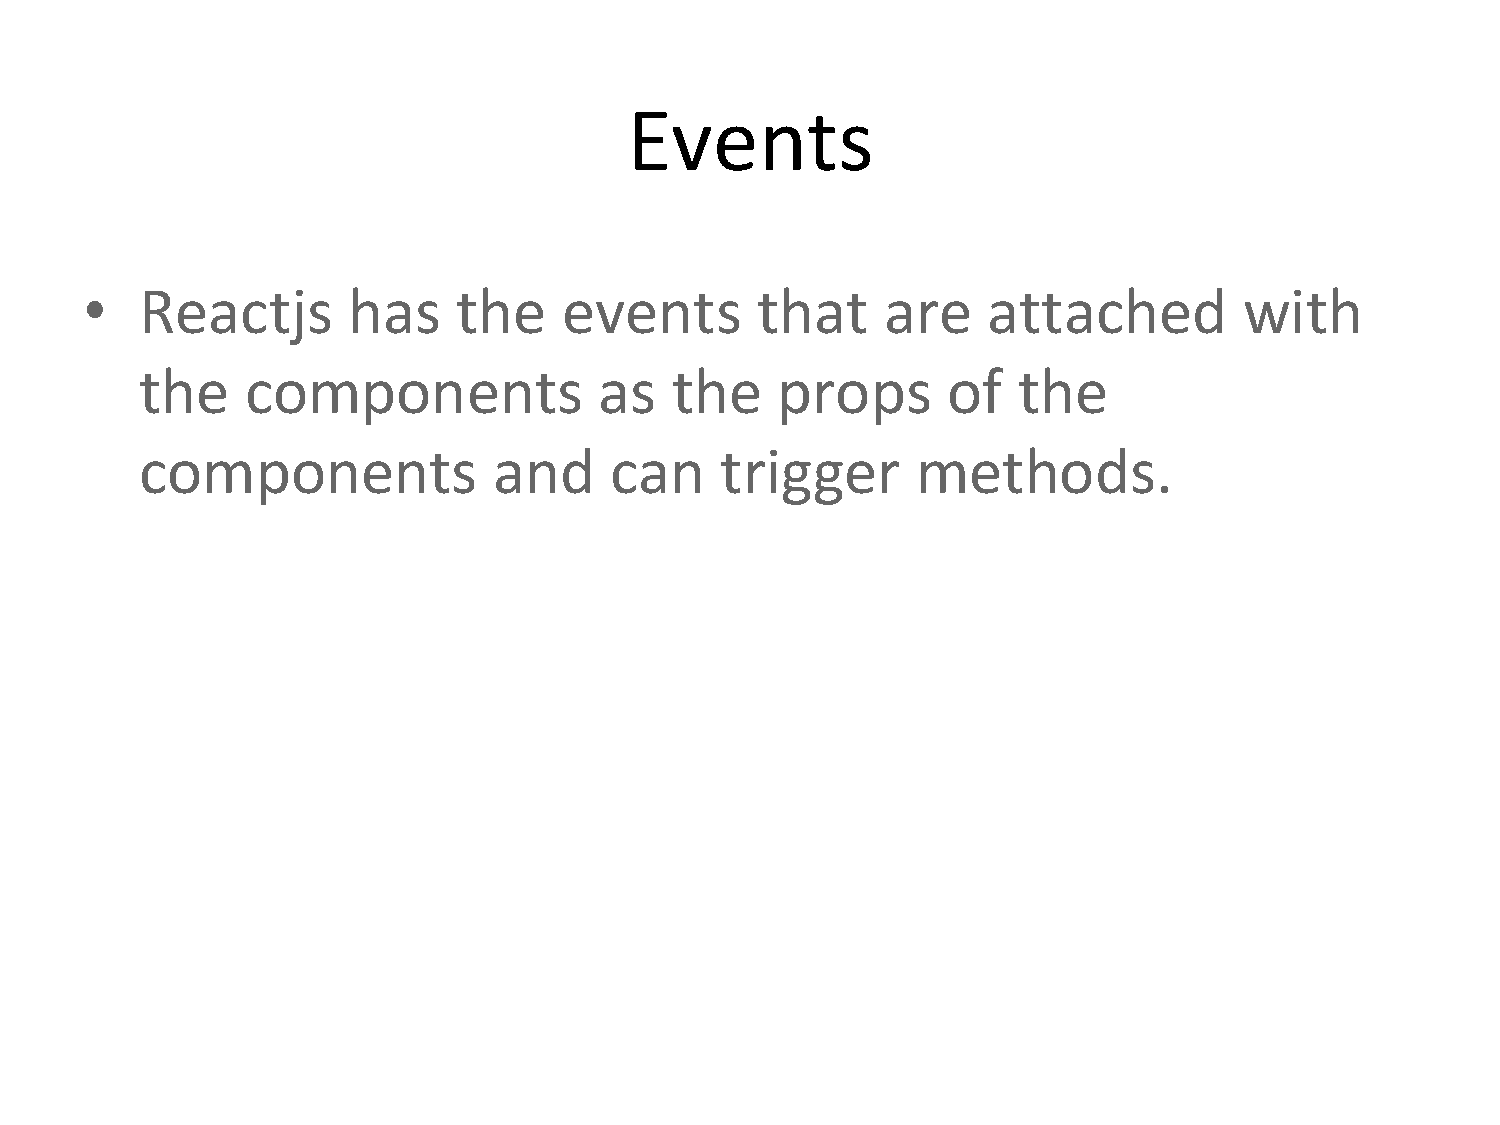 Events
• Reactjs has the events that are attached with
the components as the props of the
components and can trigger methods.